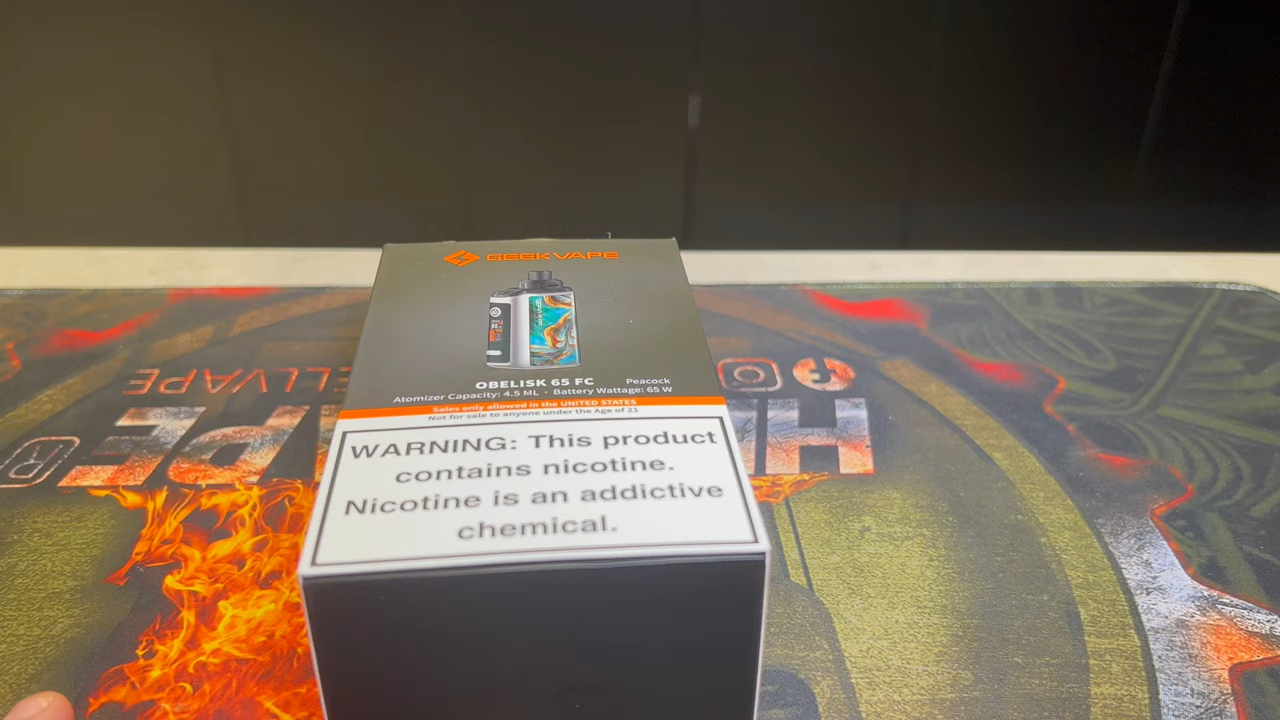 GEEKVAPE
OBELISK 65 FC
Peacock
Atomizer Capacity: 4.5 ML · Battery Wattage: 65 W
Sales only allowed in the UNITED STATES
Not for sale to anyone under the Age of 21
WARNING: This product
contains nicotine.
Nicotine is an addictive
chemical.